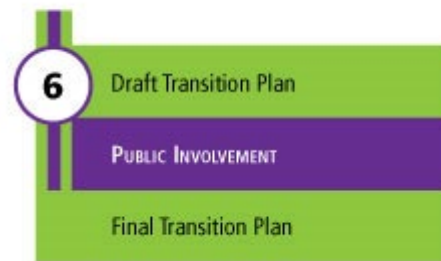 6
Draft Transition Plan
PUBLIC INVOLVEMENT
Final Transition Plan